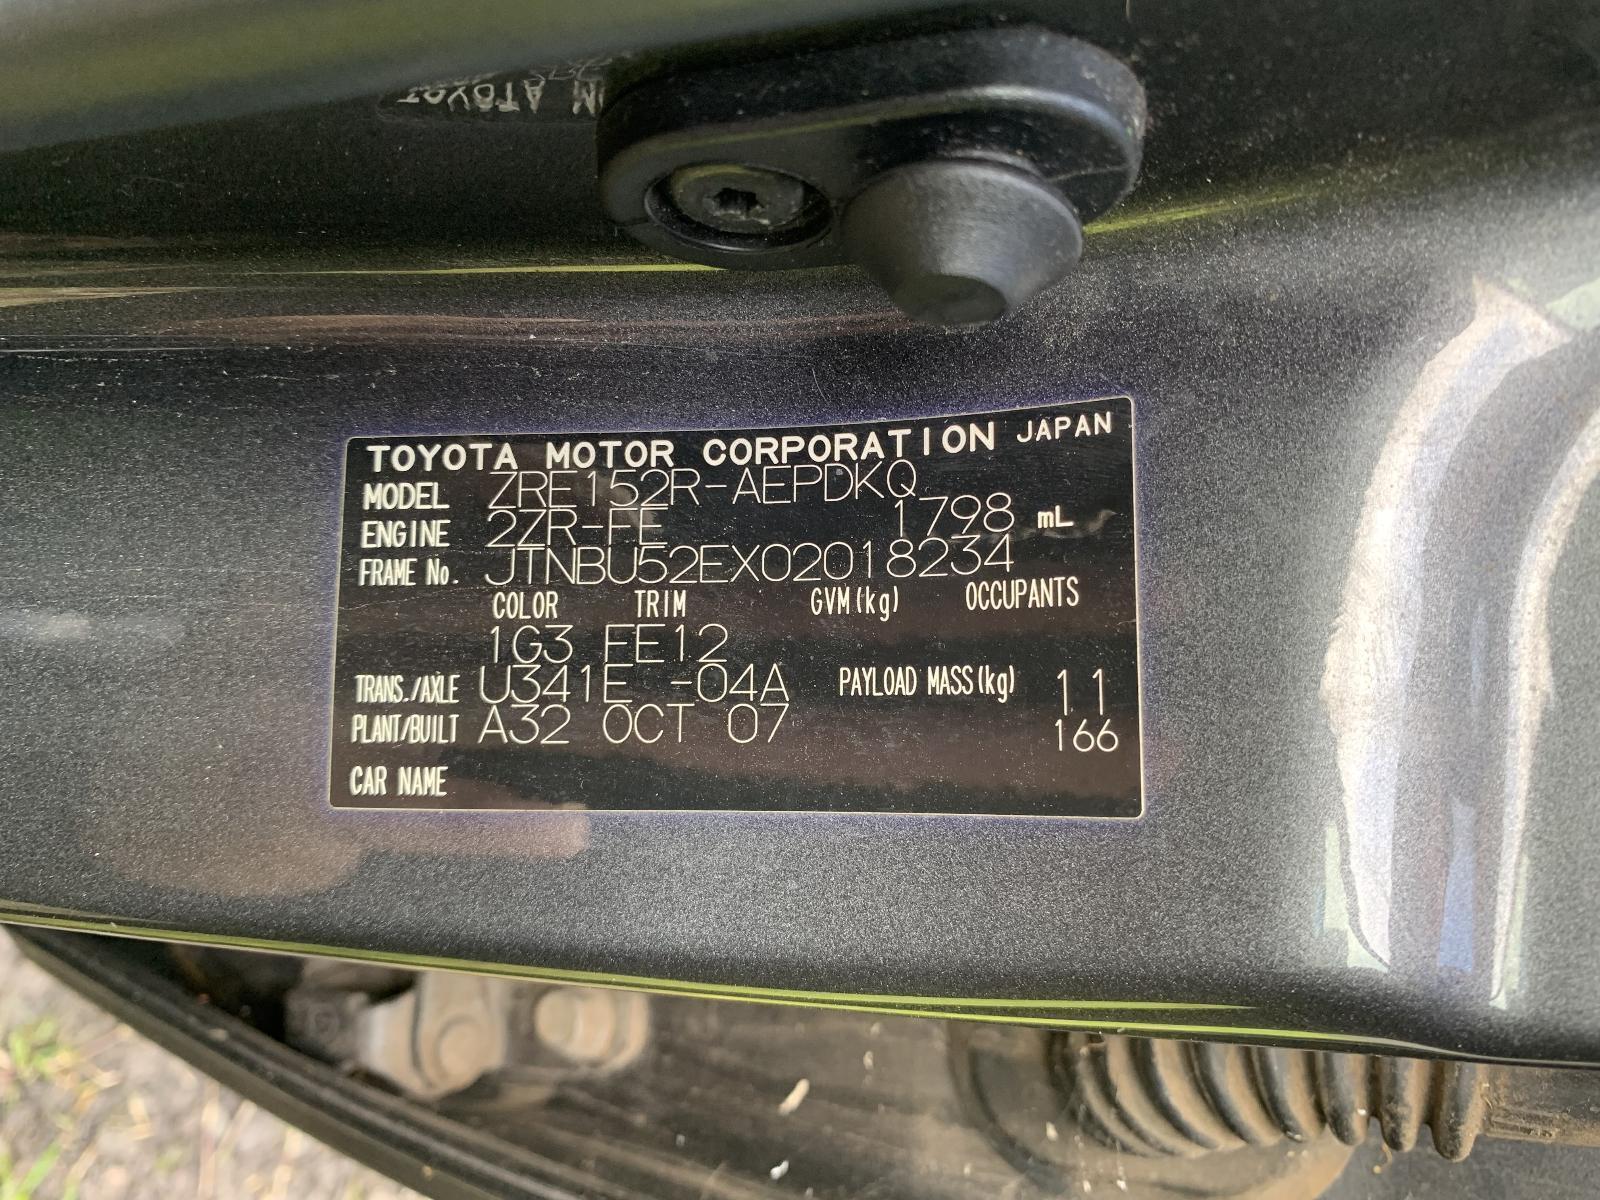 TOYOTA MOTOR CORPORATION JAPAN
MODEL ZRE152R-AEPDKQ
ENGINE 2ZR-FE 1798 mL
FRAME No. JTNBU52EX02018234
COLOR TRIM GVM(kg) OCCUPANTS
1G3 FE12
TRANS./AXLE U341E -04A PAYLOAD MASS(kg) 11
PLANT/BUILT A32 OCT 07 166
CAR NAME